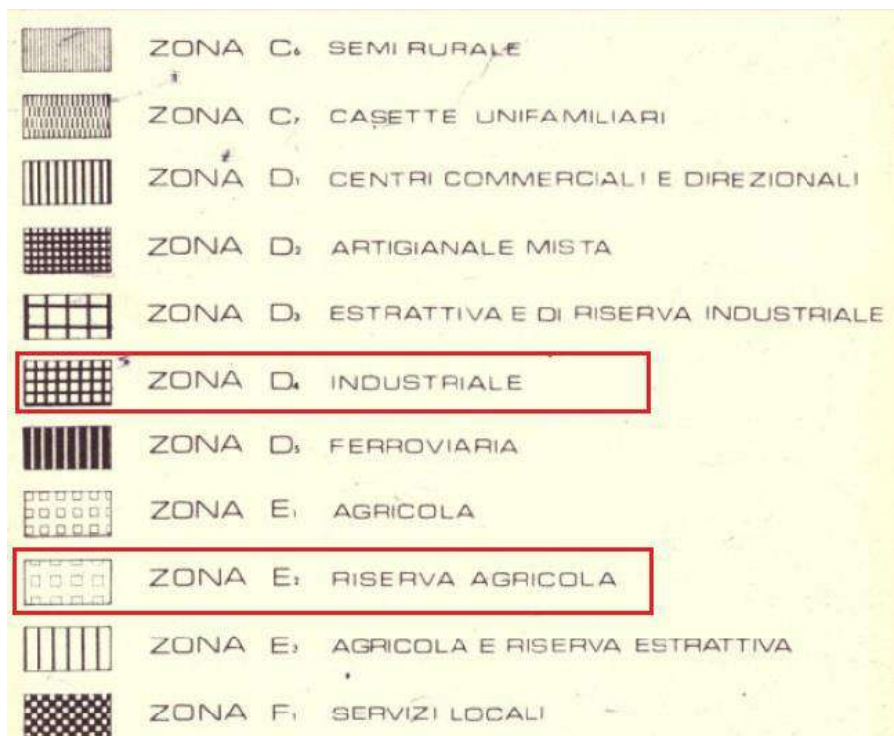 ZONA C₆ SEMI RURALE
ZONA C₇ CASETTE UNIFAMILIARI
ZONA D₁ CENTRI COMMERCIALI E DIREZIONALI
ZONA D₂ ARTIGIANALE MISTA
ZONA D₃ ESTRATTIVA E DI RISERVA INDUSTRIALE
ZONA D₄ INDUSTRIALE
ZONA D₅ FERROVIARIA
ZONA E₁ AGRICOLA
ZONA E₂ RISERVA AGRICOLA
ZONA E₃ AGRICOLA E RISERVA ESTRATTIVA
ZONA F₁ SERVIZI LOCALI